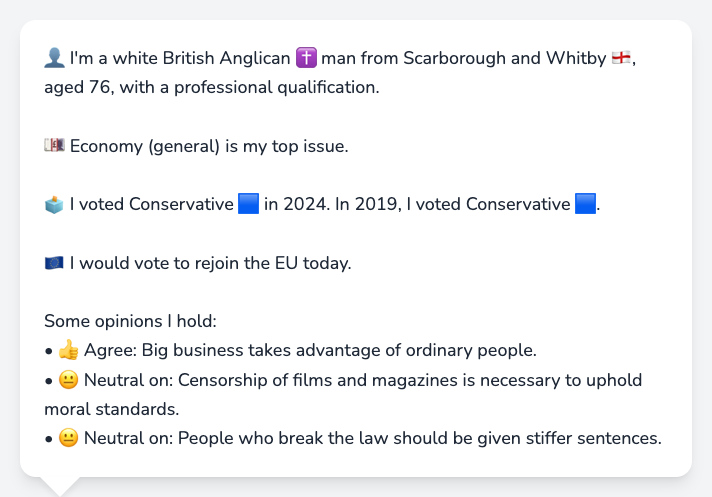 👤 I'm a white British Anglican ✝️ man from Scarborough and Whitby 🏴󠁧󠁢󠁥󠁮󠁧󠁿,
aged 76, with a professional qualification.
💷 Economy (general) is my top issue.
🗳️ I voted Conservative 🟦 in 2024. In 2019, I voted Conservative 🟦.
🇪🇺 I would vote to rejoin the EU today.
Some opinions I hold:
• 👍 Agree: Big business takes advantage of ordinary people.
• 😐 Neutral on: Censorship of films and magazines is necessary to uphold
moral standards.
• 😐 Neutral on: People who break the law should be given stiffer sentences.